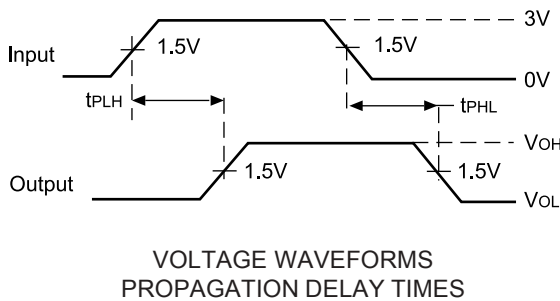 3V
1.5V
1.5V
Input
0V
tPLH
tPHL
VOH
1.5V
1.5V
Output
VOL
VOLTAGE WAVEFORMS
PROPAGATION DELAY TIMES